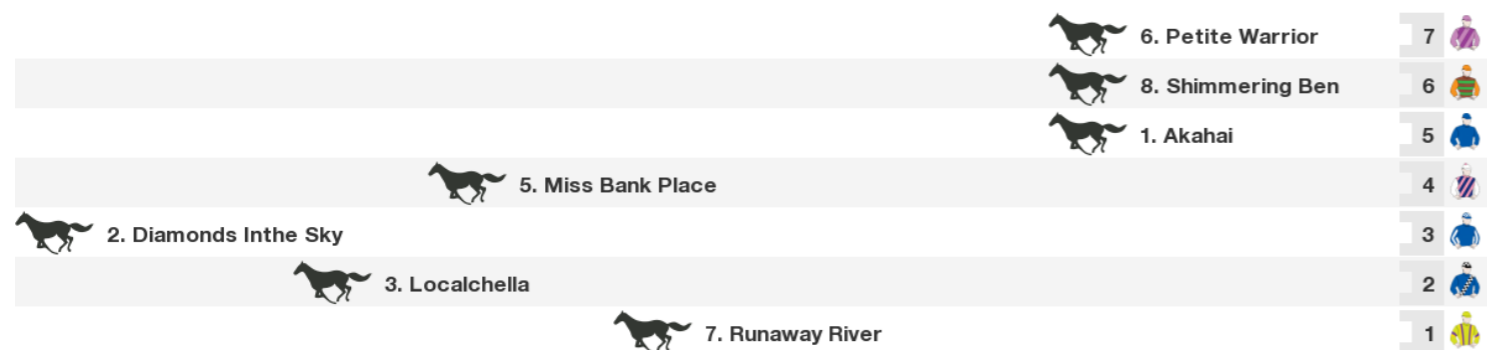 6. Petite Warrior 7
8. Shimmering Ben 6
1. Akahai 5
5. Miss Bank Place 4
2. Diamonds Inthe Sky 3
3. Localchella 2
7. Runaway River 1